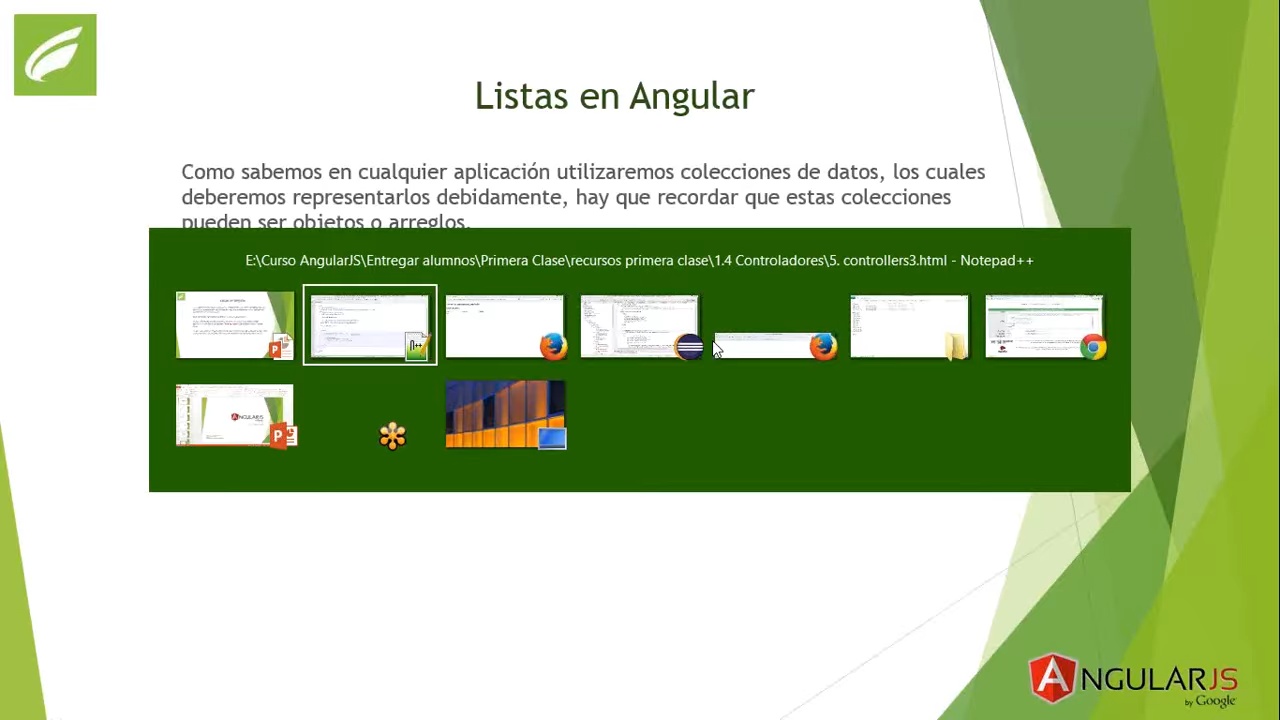 Listas en Angular
Como sabemos en cualquier aplicación utilizaremos colecciones de datos, los cuales
deberemos representarlos debidamente, hay que recordar que estas colecciones
pueden ser objetos o arreglos.
E:\Curso AngularJS\Entregar alumnos\Primera Clase\recursos primera clase\1.4 Controladores\5. controllers3.html - Notepad++
ANGULARJS
by Google